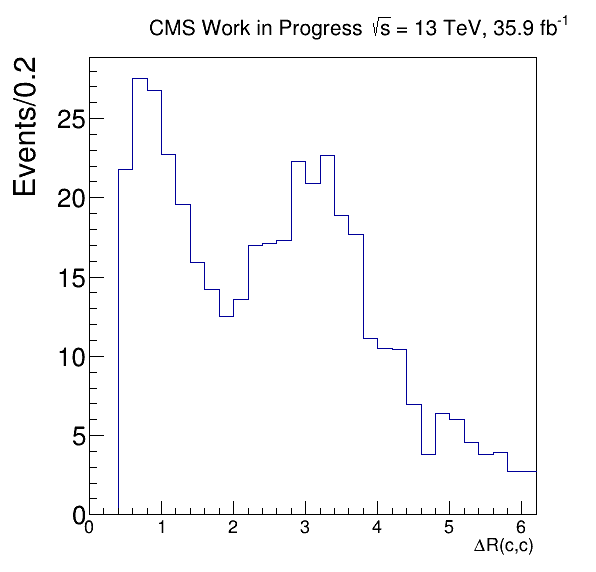 CMS Work in Progress √s = 13 TeV, 35.9 fb⁻¹
Events/0.2
25
20
15
10
5
0
0 1 2 3 4 5 6
ΔR(c,c)